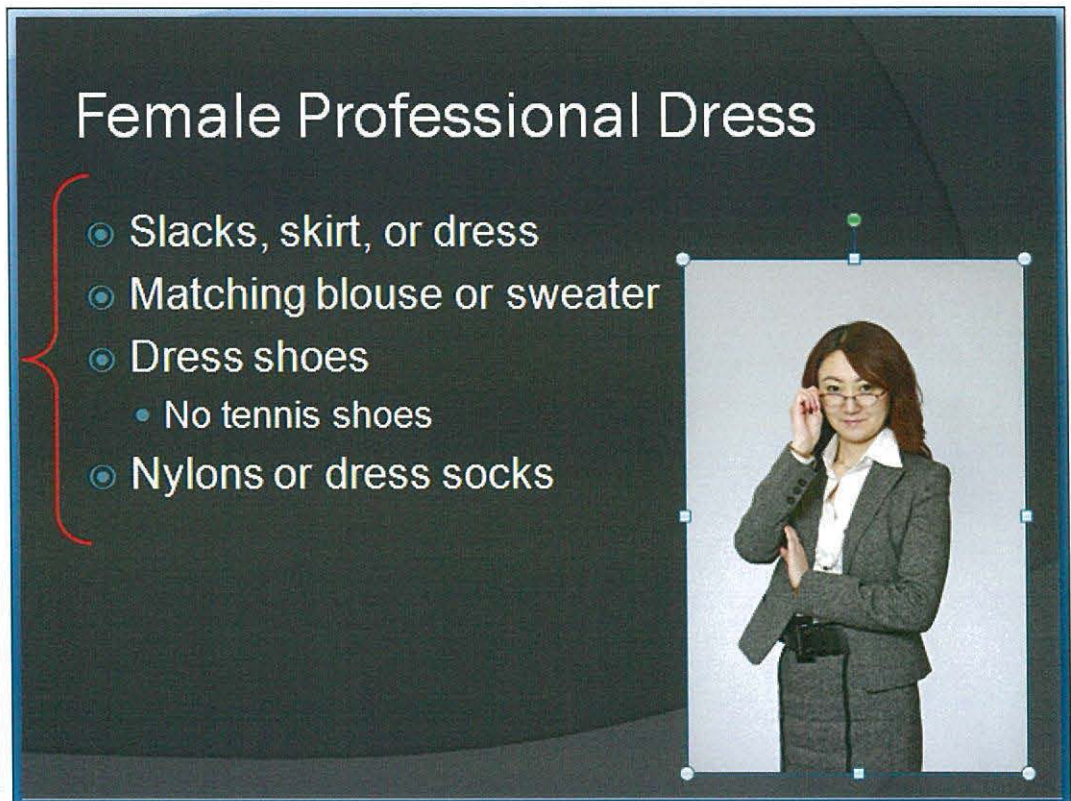 Female Professional Dress
Slacks, skirt, or dress
Matching blouse or sweater
Dress shoes
No tennis shoes
Nylons or dress socks